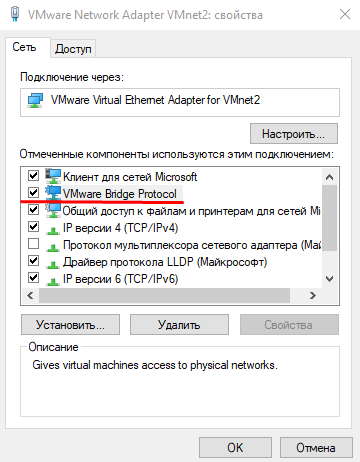 VMware Network Adapter VMnet2: свойства
Сеть Доступ
Подключение через:
VMware Virtual Ethernet Adapter for VMnet2
Настроить...
Отмеченные компоненты используются этим подключением:
Клиент для сетей Microsoft
VMware Bridge Protocol
Общий доступ к файлам и принтерам для сетей Mi
IP версии 4 (TCP/IPv4)
Протокол мультиплексора сетевого адаптера (Май
Драйвер протокола LLDP (Майкрософт)
IP версии 6 (TCP/IPv6)
Установить... Удалить Свойства
Описание
Gives virtual machines access to physical networks.
OK Отмена